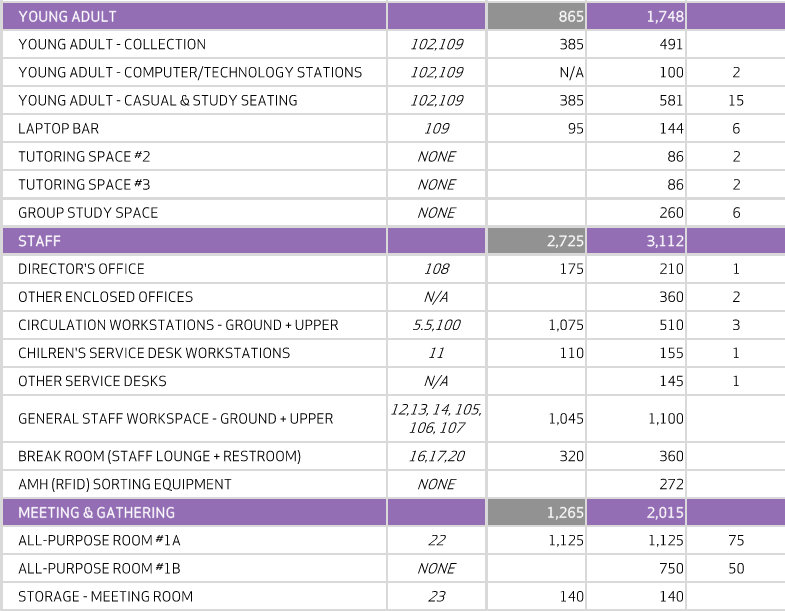 YOUNG ADULT 865 1,748
YOUNG ADULT - COLLECTION 102,109 385 491
YOUNG ADULT - COMPUTER/TECHNOLOGY STATIONS 102,109 N/A 100 2
YOUNG ADULT - CASUAL & STUDY SEATING 102,109 385 581 15
LAPTOP BAR 109 95 144 6
TUTORING SPACE #2 NONE 86 2
TUTORING SPACE #3 NONE 86 2
GROUP STUDY SPACE NONE 260 6
STAFF 2,725 3,112
DIRECTOR'S OFFICE 108 175 210 1
OTHER ENCLOSED OFFICES N/A 360 2
CIRCULATION WORKSTATIONS - GROUND + UPPER 5.5,100 1,075 510 3
CHILREN'S SERVICE DESK WORKSTATIONS 11 110 155 1
OTHER SERVICE DESKS N/A 145 1
GENERAL STAFF WORKSPACE - GROUND + UPPER 12,13, 14, 105, 1,045 1,100
106, 107
BREAK ROOM (STAFF LOUNGE + RESTROOM) 16,17,20 320 360
AMH (RFID) SORTING EQUIPMENT NONE 272
MEETING & GATHERING 1,265 2,015
ALL-PURPOSE ROOM #1A 22 1,125 1,125 75
ALL-PURPOSE ROOM #1B NONE 750 50
STORAGE - MEETING ROOM 23 140 140